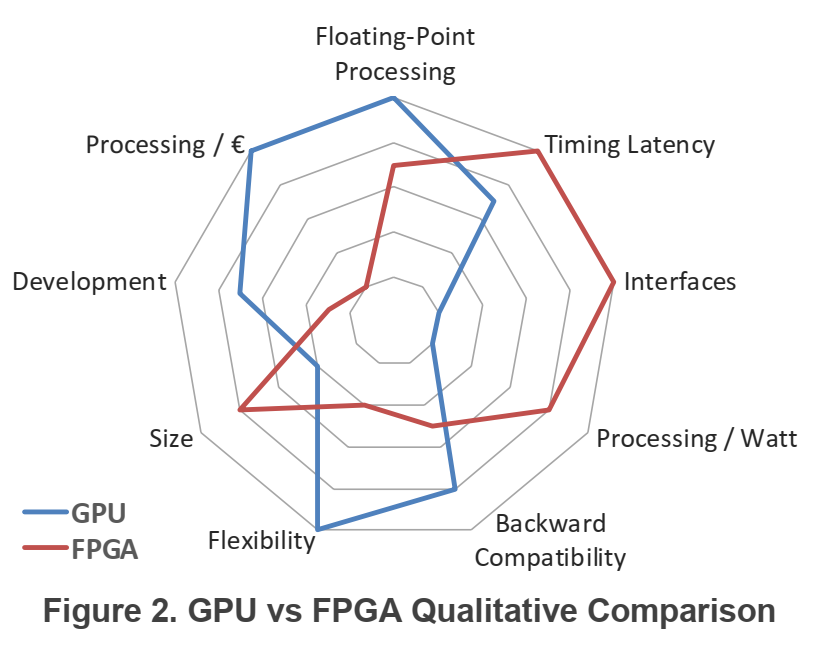 Floating-Point
Processing
Processing / €
Timing Latency
Development
Interfaces
Size
Processing / Watt
Flexibility
Backward
Compatibility
GPU
FPGA
Figure 2. GPU vs FPGA Qualitative Comparison